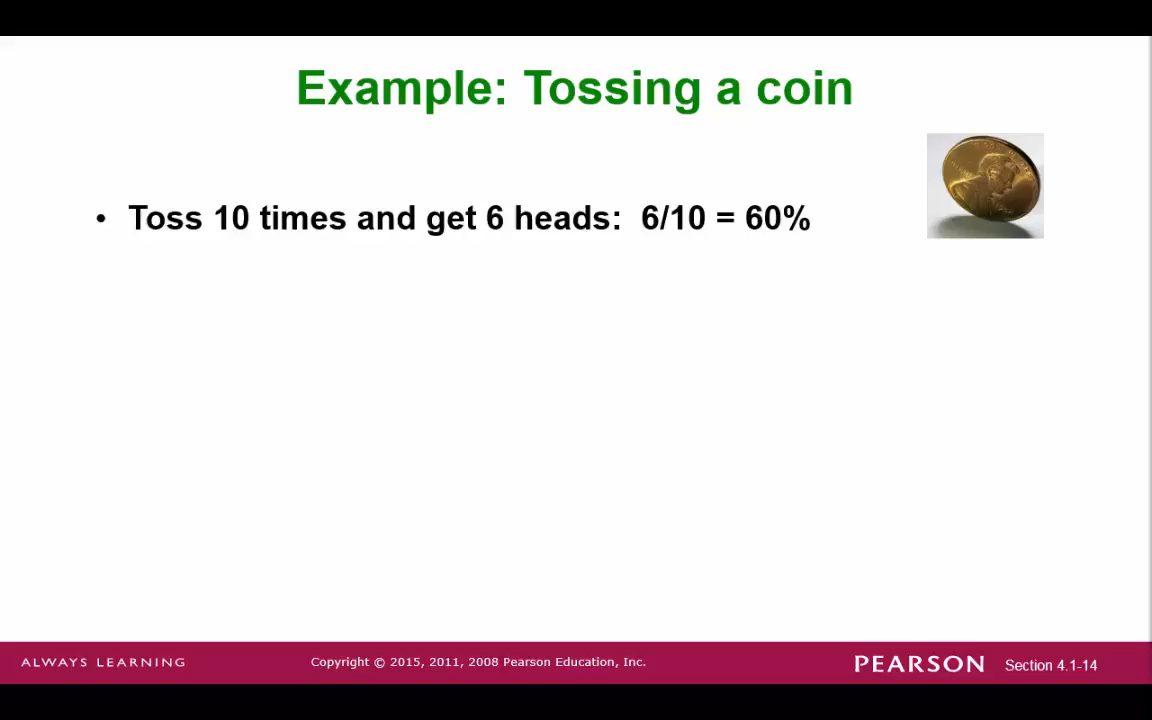 Example: Tossing a coin
• Toss 10 times and get 6 heads: 6/10 = 60%
ALWAYS LEARNING
Copyright © 2015, 2011, 2008 Pearson Education, Inc.
PEARSON
Section 4.1-14